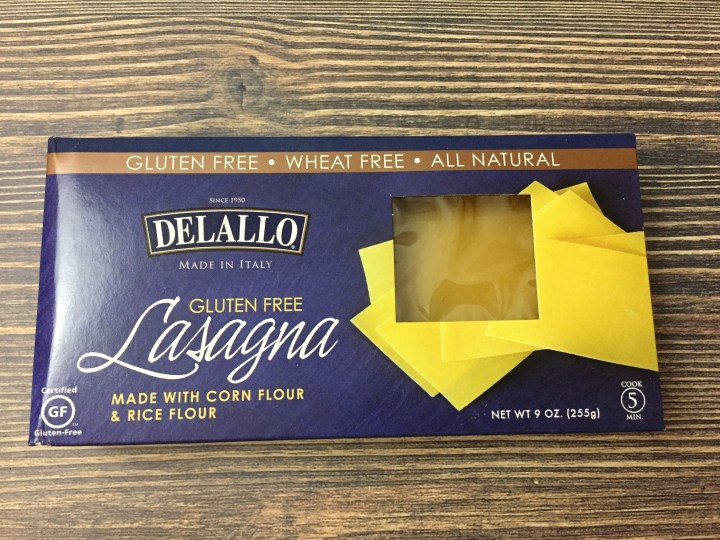 GLUTEN FREE • WHEAT FREE • ALL NATURAL
SINCE 1950
DELALLO
MADE IN ITALY
GLUTEN FREE
Lasagna
MADE WITH CORN FLOUR
& RICE FLOUR
Certified
GF
TM
Gluten-Free
NET WT 9 OZ. (255g)
COOK
5
MIN.